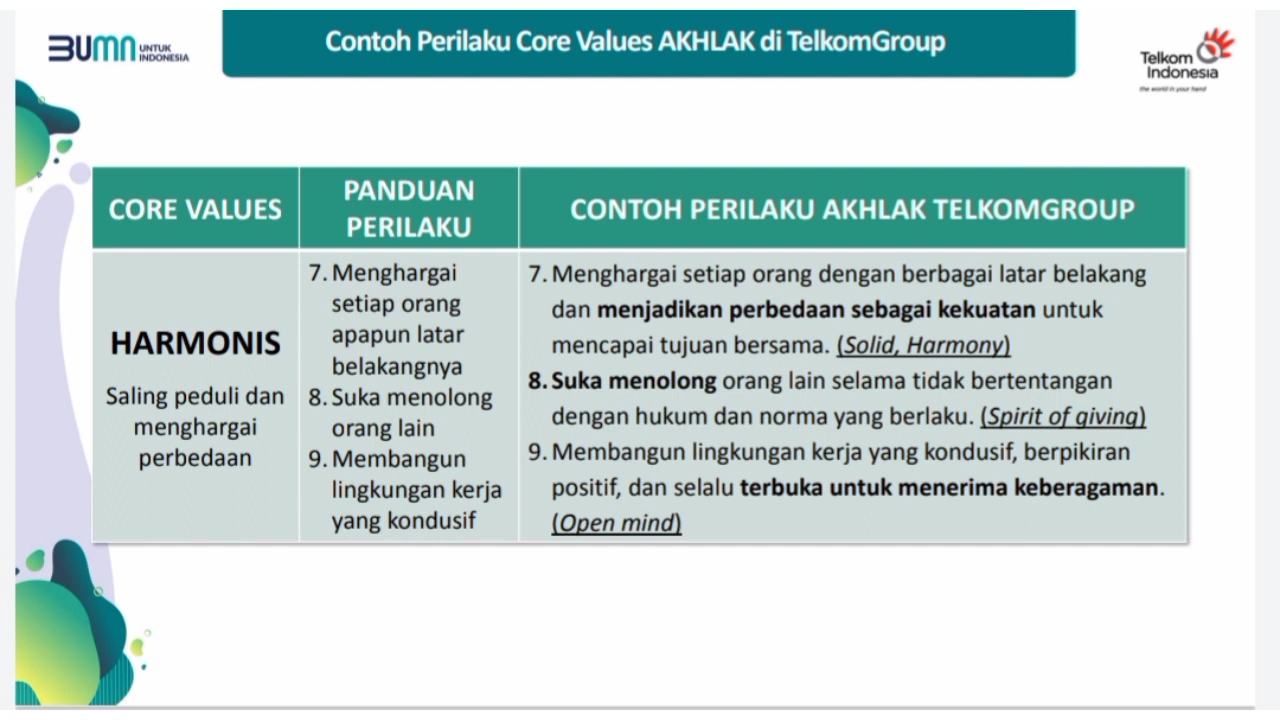 BUMN UNTUK
INDONESIA
Contoh Perilaku Core Values AKHLAK di TelkomGroup
Telkom
Indonesia
the world in your hand
CORE VALUES
PANDUAN
PERILAKU
CONTOH PERILAKU AKHLAK TELKOMGROUP
HARMONIS
Saling peduli dan
menghargai
perbedaan
7. Menghargai
setiap orang
apapun latar
belakangnya
8. Suka menolong
orang lain
9. Membangun
lingkungan kerja
yang kondusif
7. Menghargai setiap orang dengan berbagai latar belakang
dan menjadikan perbedaan sebagai kekuatan untuk
mencapai tujuan bersama. (Solid, Harmony)
8. Suka menolong orang lain selama tidak bertentangan
dengan hukum dan norma yang berlaku. (Spirit of giving)
9. Membangun lingkungan kerja yang kondusif, berpikiran
positif, dan selalu terbuka untuk menerima keberagaman.
(Open mind)